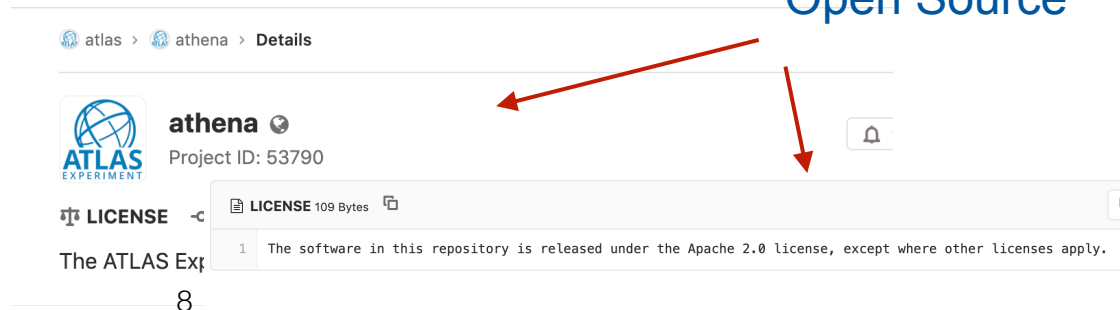 Open Source
atlas > athena > Details
athena
Project ID: 53790
ATLAS
EXPERIMENT
LICENSE
LICENSE 109 Bytes
1 The software in this repository is released under the Apache 2.0 license, except where other licenses apply.
The ATLAS Exp
8